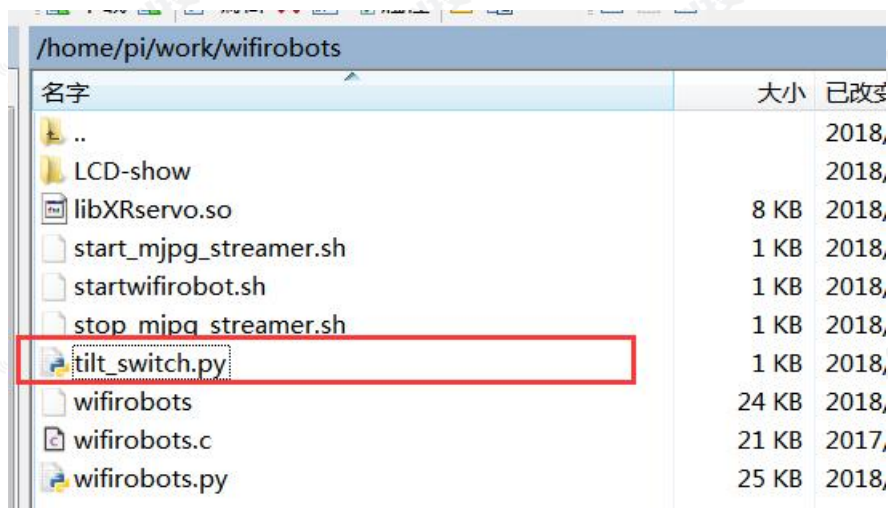 /home/pi/work/wifirobots
名字 大小 已改变
.. 2018/
LCD-show 2018/
libXRservo.so 8 KB 2018/
start_mjpg_streamer.sh 1 KB 2018/
startwifirobot.sh 1 KB 2018/
stop_mjpg_streamer.sh 1 KB 2018/
tilt_switch.py 1 KB 2018/
wifirobots 24 KB 2018/
wifirobots.c 21 KB 2017/
wifirobots.py 25 KB 2018/